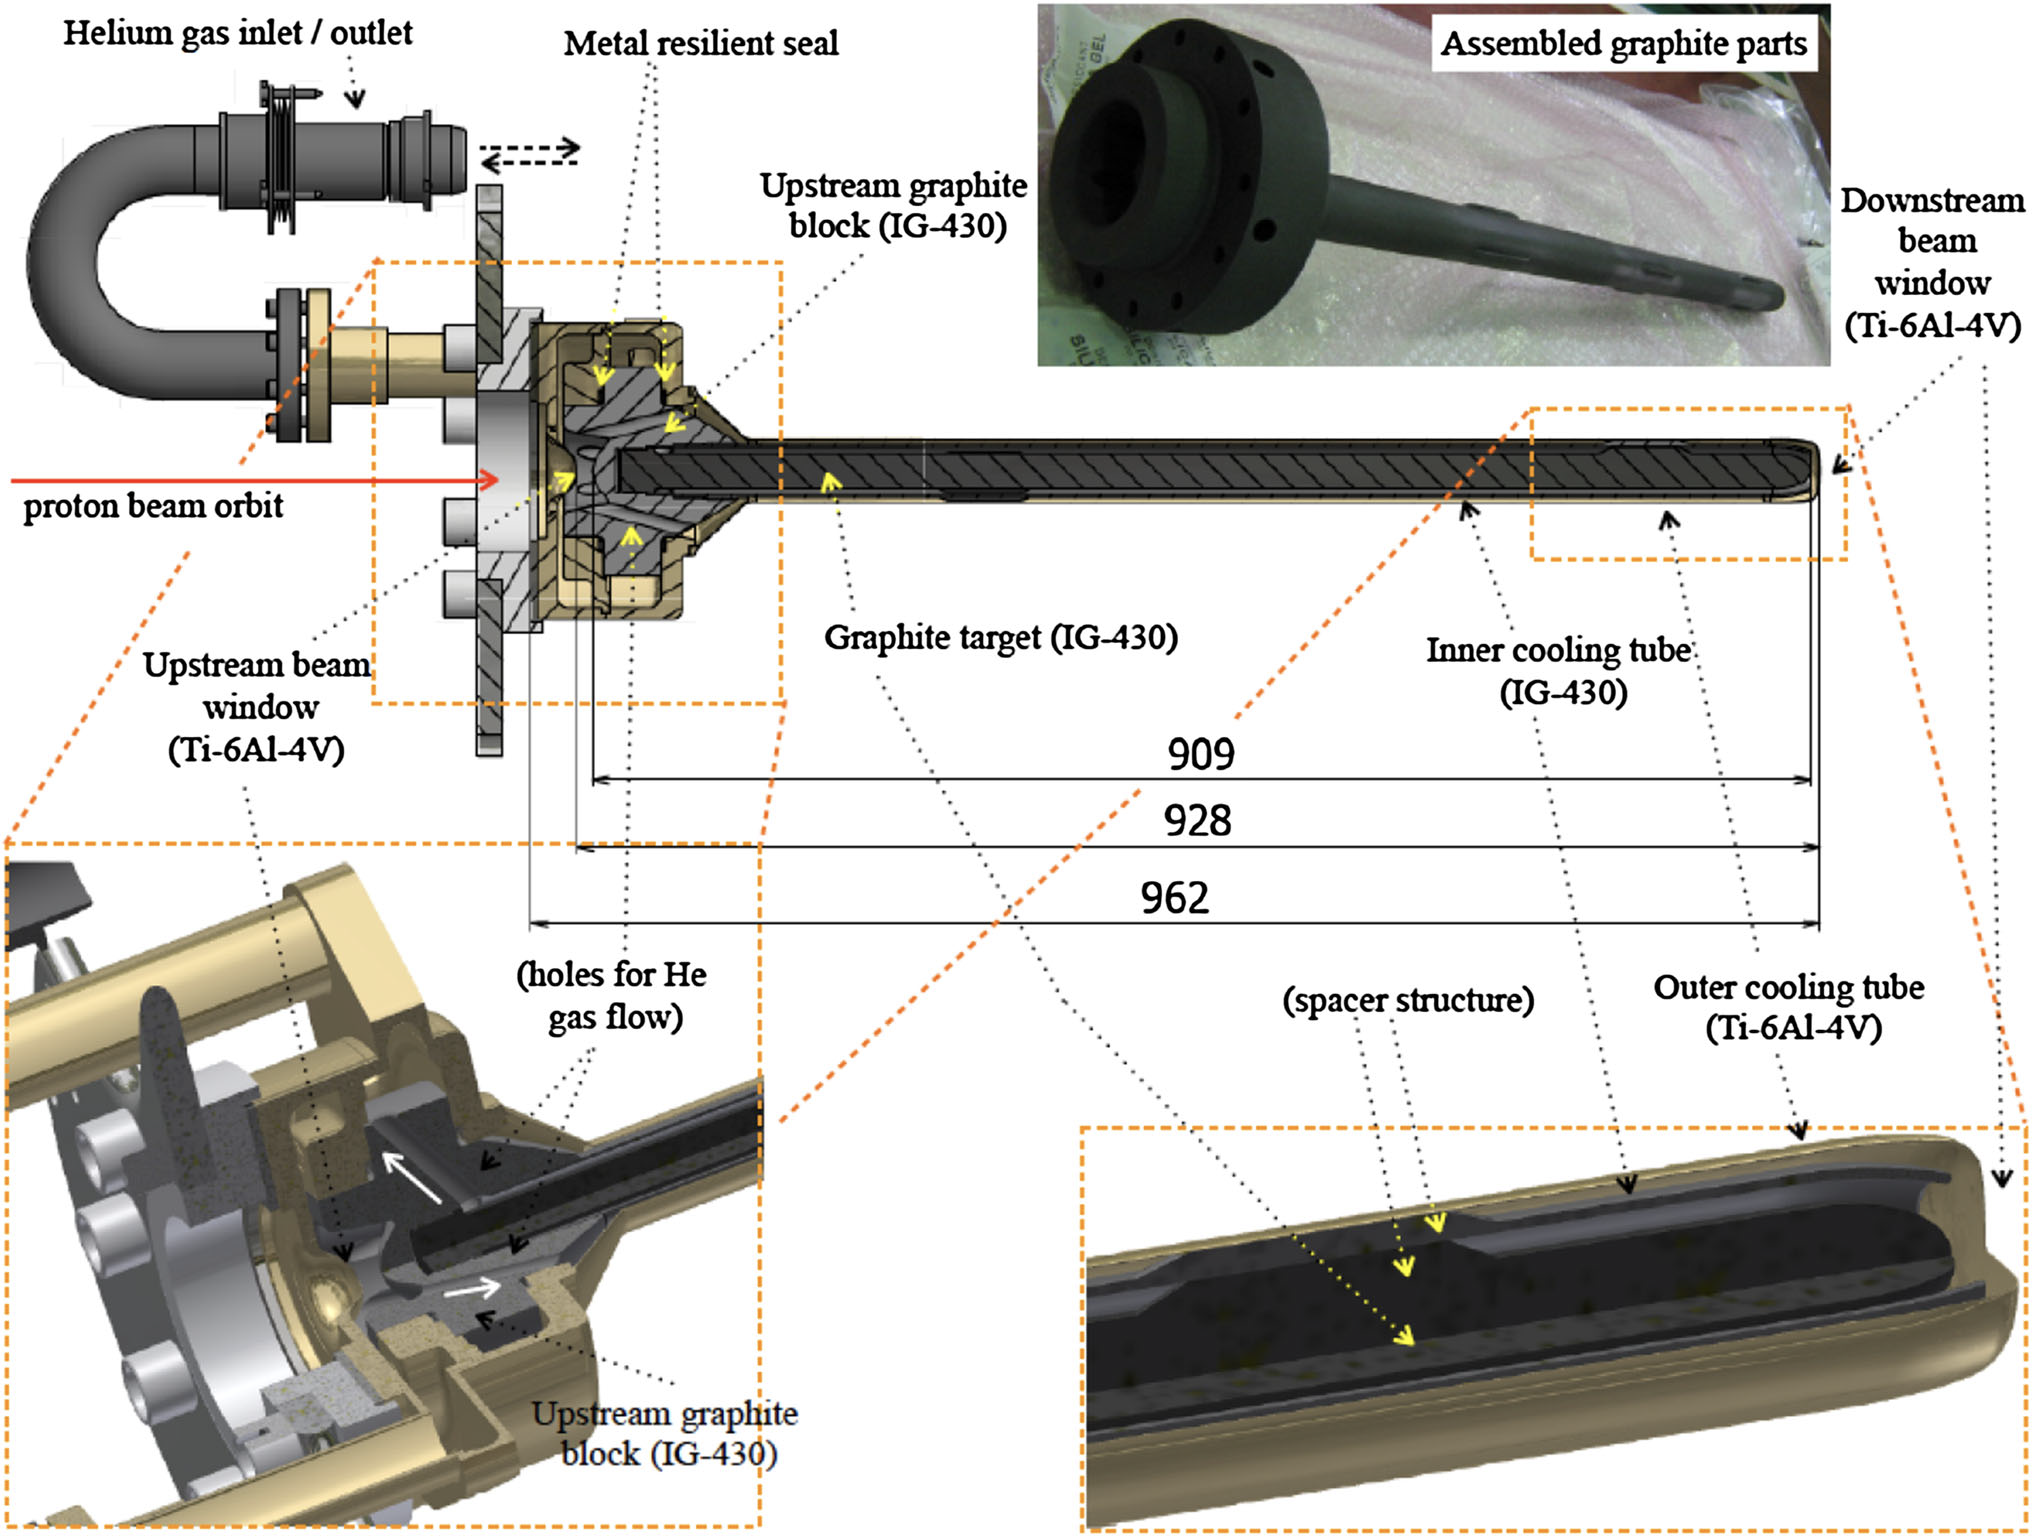 Helium gas inlet / outlet
Metal resilient seal
Assembled graphite parts
Upstream graphite
block (IG-430)
Downstream
beam
window
(Ti-6Al-4V)
proton beam orbit
Graphite target (IG-430)
Inner cooling tube
(IG-430)
Upstream beam
window
(Ti-6Al-4V)
909
928
962
(holes for He
gas flow)
(spacer structure)
Outer cooling tube
(Ti-6Al-4V)
Upstream graphite
block (IG-430)